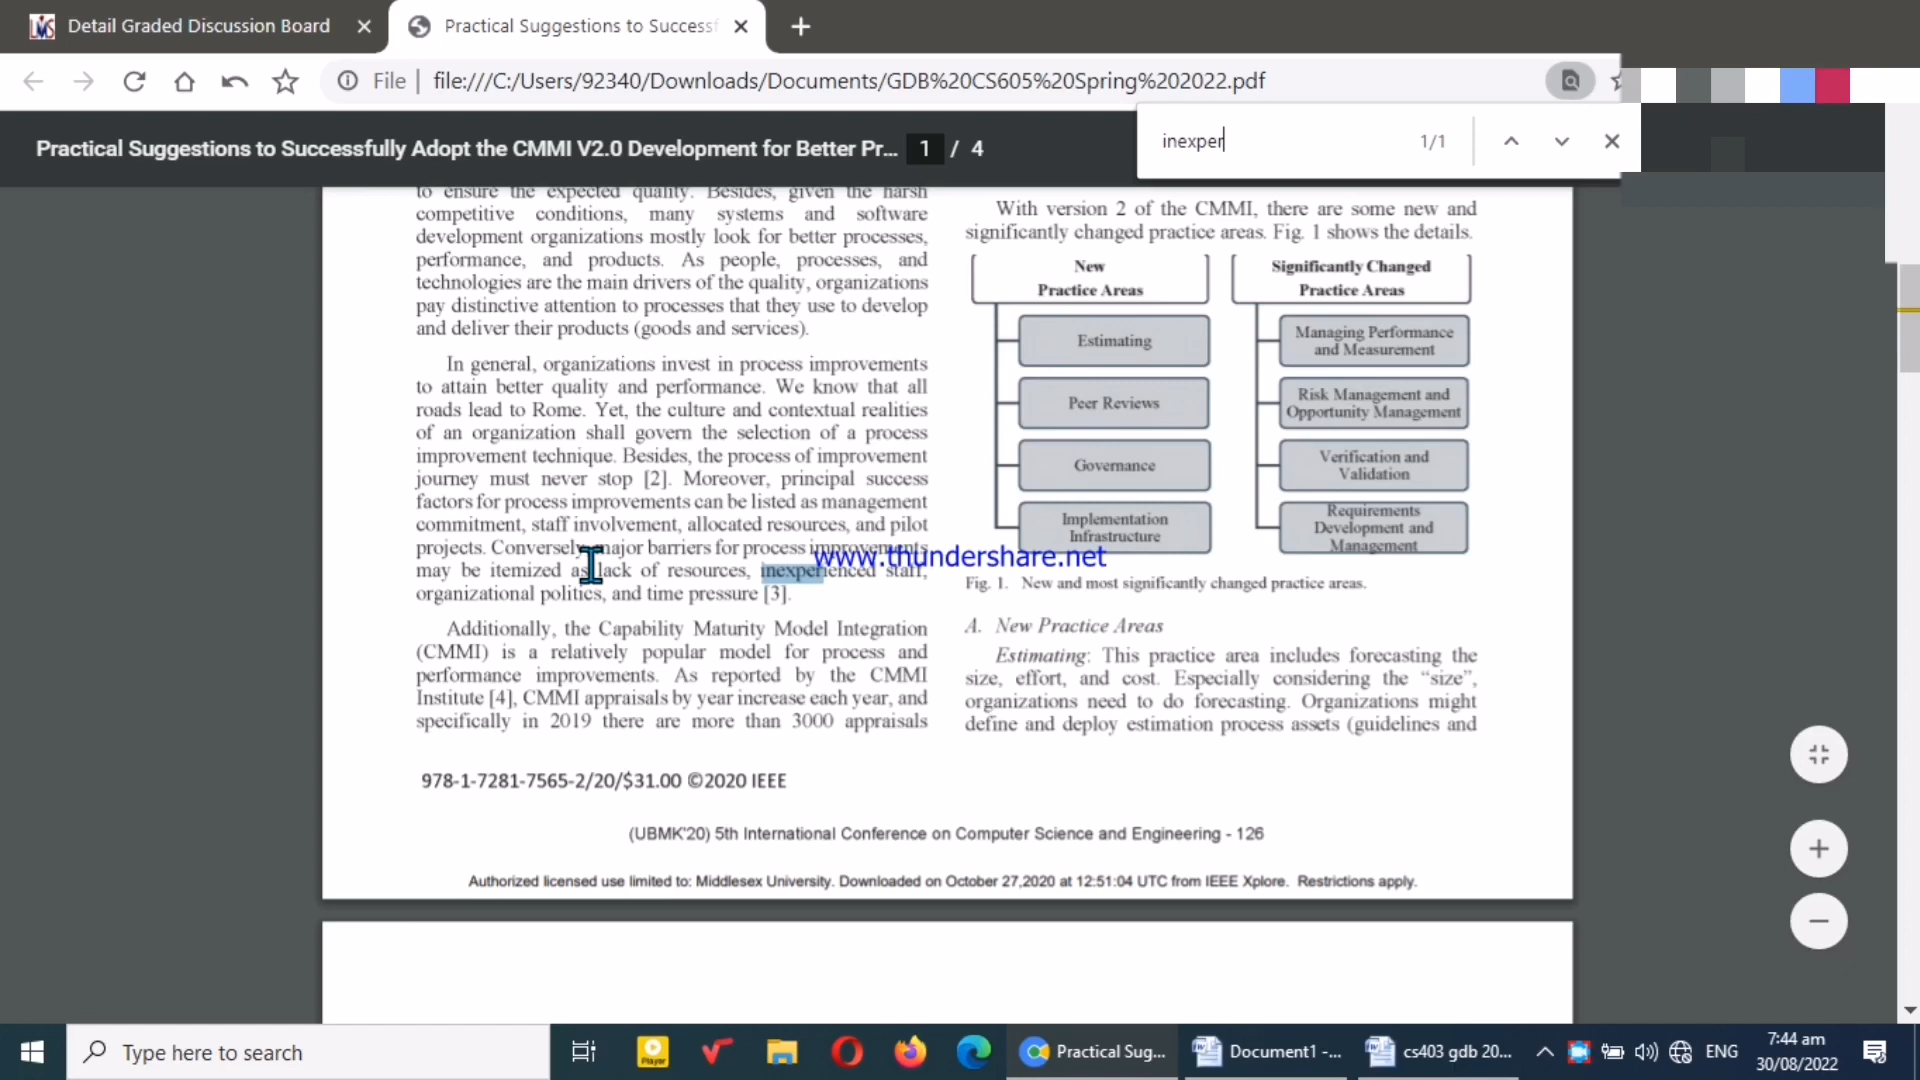 Detail Graded Discussion Board
Practical Suggestions to Successf
File
file:///C:/Users/92340/Downloads/Documents/GDB%20CS605%20Spring%202022.pdf
inexper
1/1
Practical Suggestions to Successfully Adopt the CMMI V2.0 Development for Better Pr...
1 / 4
to ensure the expected quality. Besides, given the harsh
competitive conditions, many systems and software
development organizations mostly look for better processes,
performance, and products. As people, processes, and
technologies are the main drivers of the quality, organizations
pay distinctive attention to processes that they use to develop
and deliver their products (goods and services).
In general, organizations invest in process improvements
to attain better quality and performance. We know that all
roads lead to Rome. Yet, the culture and contextual realities
of an organization shall govern the selection of a process
improvement technique. Besides, the process of improvement
journey must never stop [2]. Moreover, principal success
factors for process improvements can be listed as management
commitment, staff involvement, allocated resources, and pilot
projects. Conversely major barriers for process improvements
may be itemized as lack of resources, inexperienced staff,
organizational politics, and time pressure [3].
Additionally, the Capability Maturity Model Integration
(CMMI) is a relatively popular model for process and
performance improvements. As reported by the CMMI
Institute [4], CMMI appraisals by year increase each year, and
specifically in 2019 there are more than 3000 appraisals
978-1-7281-7565-2/20/$31.00 ©2020 IEEE
With version 2 of the CMMI, there are some new and
significantly changed practice areas. Fig. 1 shows the details.
New
Practice Areas
Estimating
Peer Reviews
Governance
Implementation
Infrastructure
Significantly Changed
Practice Areas
Managing Performance
and Measurement
Risk Management and
Opportunity Management
Verification and
Validation
Requirements
Development and
Management
www.thundershare.net
Fig. 1. New and most significantly changed practice areas.
A. New Practice Areas
Estimating: This practice area includes forecasting the
size, effort, and cost. Especially considering the “size”,
organizations need to do forecasting. Organizations might
define and deploy estimation process assets (guidelines and
(UBMK'20) 5th International Conference on Computer Science and Engineering - 126
Authorized licensed use limited to: Middlesex University. Downloaded on October 27,2020 at 12:51:04 UTC from IEEE Xplore. Restrictions apply.
Type here to search
Player
Practical Sug...
Document1 -...
cs403 gdb 20...
ENG
7:44 am
30/08/2022